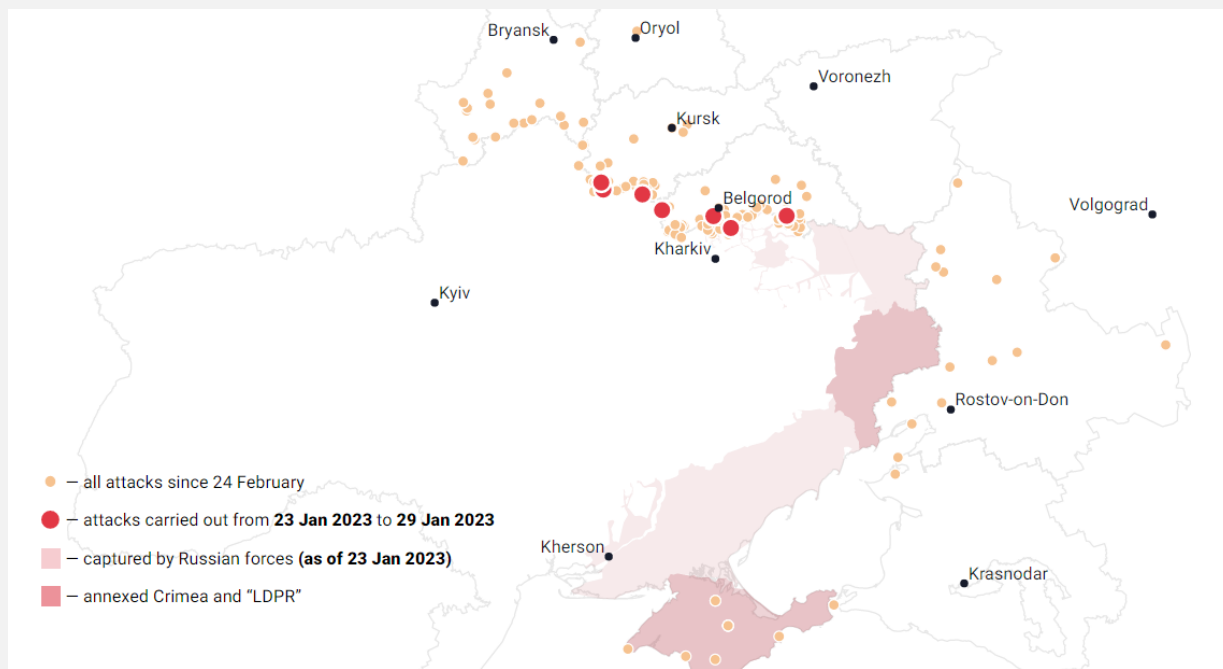 Bryansk
Oryol
Voronezh
Kursk
Belgorod
Volgograd
Kharkiv
Kyiv
Rostov-on-Don
— all attacks since 24 February
— attacks carried out from 23 Jan 2023 to 29 Jan 2023
Kherson
— captured by Russian forces (as of 23 Jan 2023)
Krasnodar
— annexed Crimea and “LDPR”